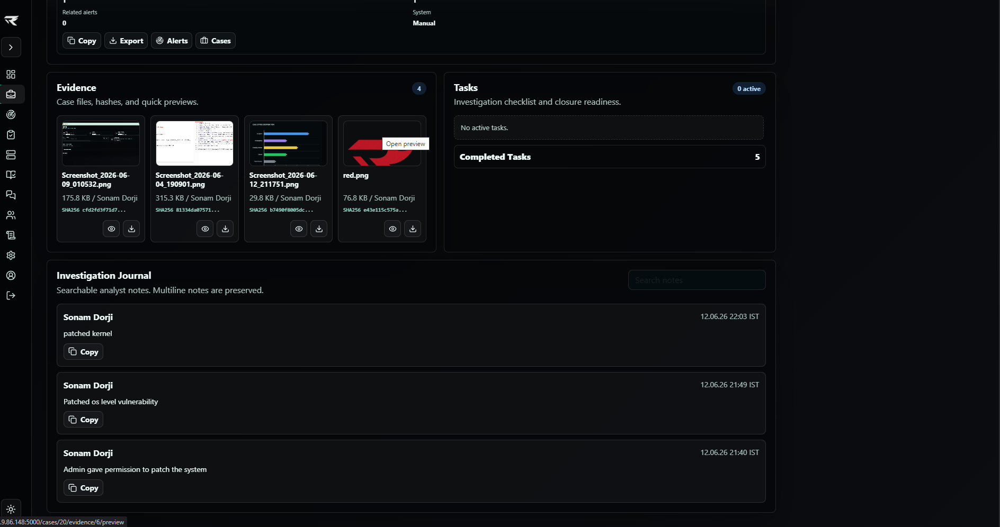 Related alerts
0
System
Manual
Copy
Export
Alerts
Cases
Evidence
4
Case files, hashes, and quick previews.
Screenshot_2026-06-
09_010532.png
175.8 KB / Sonam Dorji
SHA256 cfd2fd3f71d7...
Screenshot_2026-06-
04_190901.png
315.3 KB / Sonam Dorji
SHA256 81334da07571...
Screenshot_2026-06-
12_211751.png
29.8 KB / Sonam Dorji
SHA256 b7490f8005dc...
Open preview
red.png
76.8 KB / Sonam Dorji
SHA256 e43e115c575a...
Tasks
0 active
Investigation checklist and closure readiness.
No active tasks.
Completed Tasks
5
Investigation Journal
Searchable analyst notes. Multiline notes are preserved.
Search notes
Sonam Dorji
12.06.26 22:03 IST
patched kernel
Copy
Sonam Dorji
12.06.26 21:49 IST
Patched os level vulnerability
Copy
Sonam Dorji
12.06.26 21:40 IST
Admin gave permission to patch the system
Copy
.9.86.148:5000/cases/20/evidence/6/preview